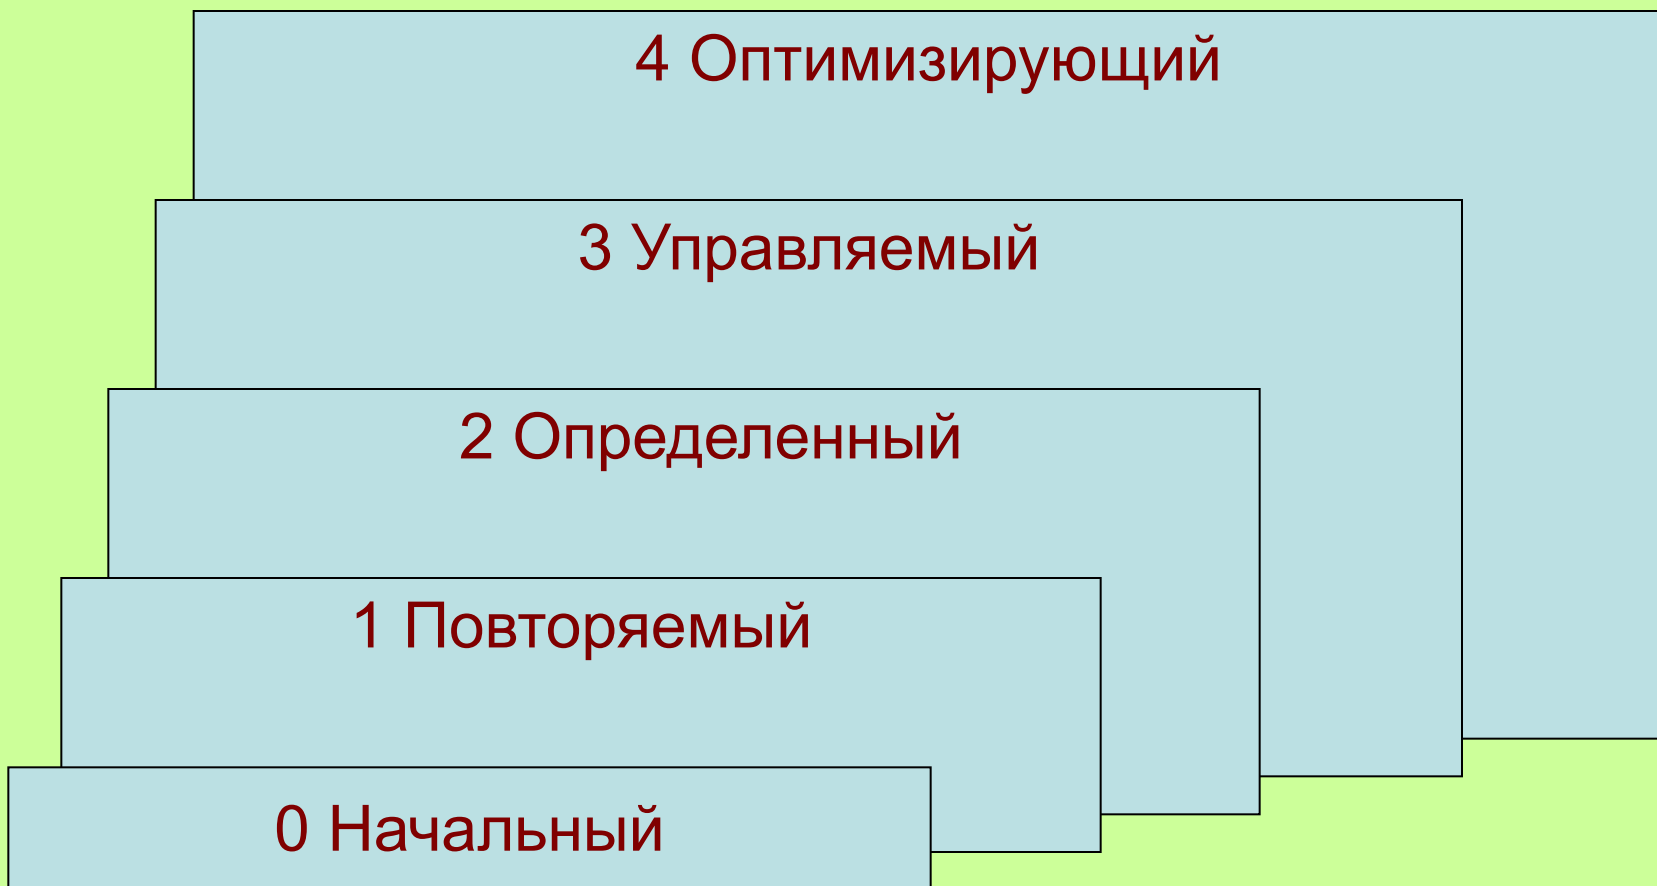 4 Оптимизирующий
3 Управляемый
2 Определенный
1 Повторяемый
0 Начальный